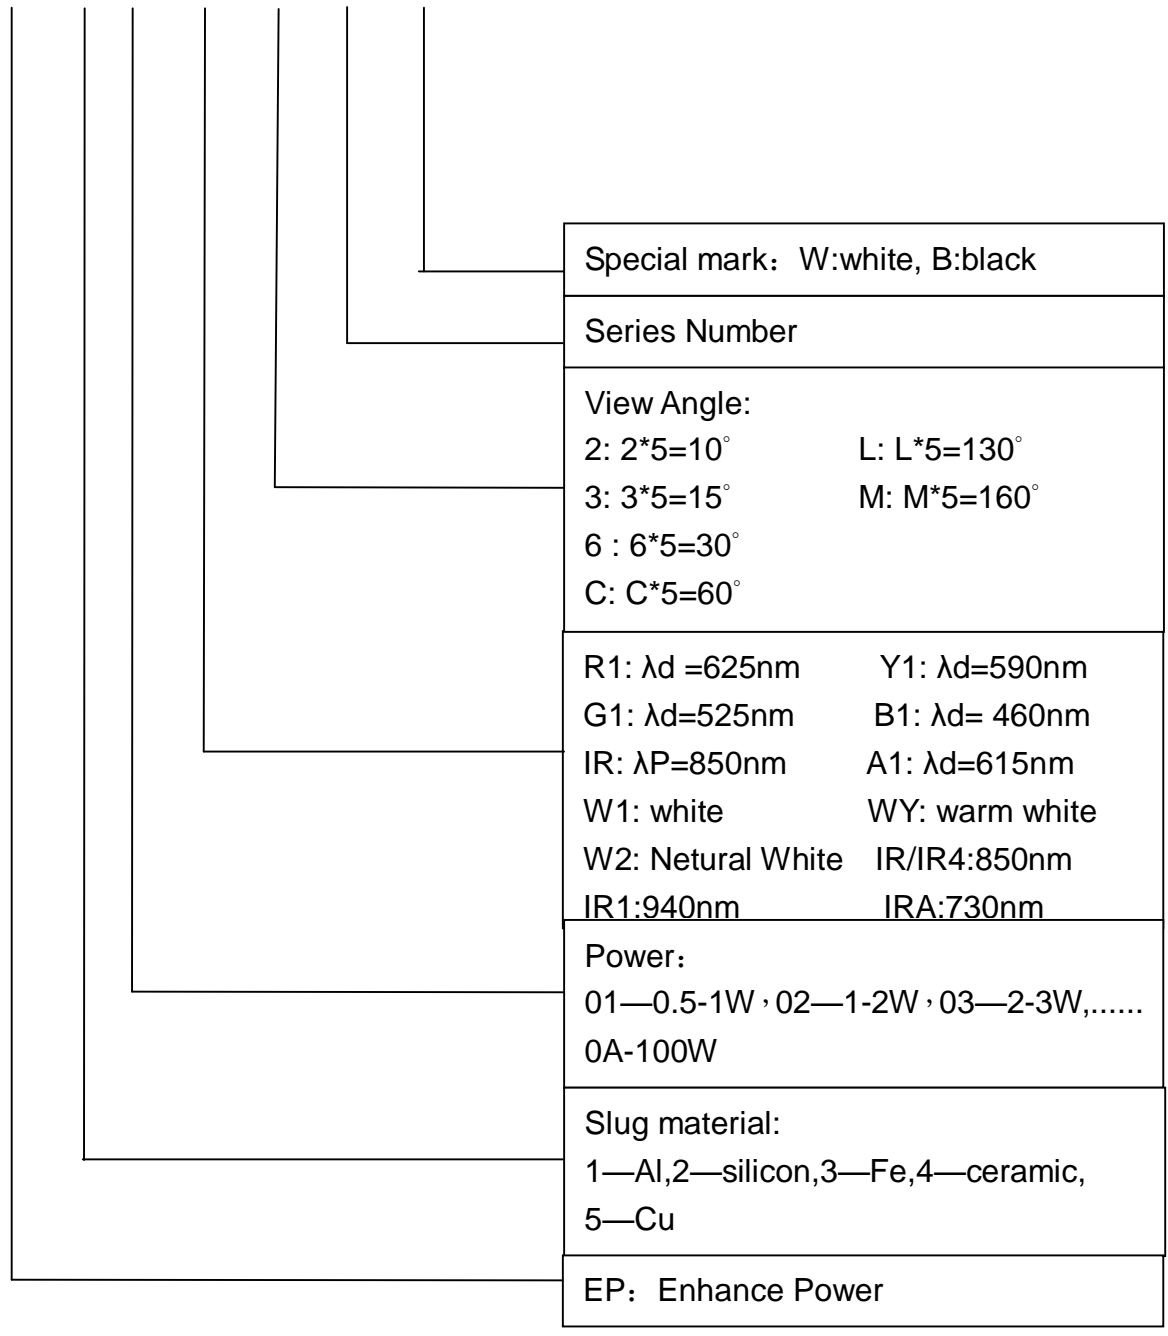 Special mark：W:white, B:black
Series Number
View Angle:
2: 2*5=10° L: L*5=130°
3: 3*5=15° M: M*5=160°
6 : 6*5=30°
C: C*5=60°
R1: λd =625nm Y1: λd=590nm
G1: λd=525nm B1: λd= 460nm
IR: λP=850nm A1: λd=615nm
W1: white WY: warm white
W2: Netural White IR/IR4:850nm
IR1:940nm IRA:730nm
Power：
01—0.5-1W，02—1-2W，03—2-3W,......
0A-100W
Slug material:
1—Al,2—silicon,3—Fe,4—ceramic,
5—Cu
EP：Enhance Power